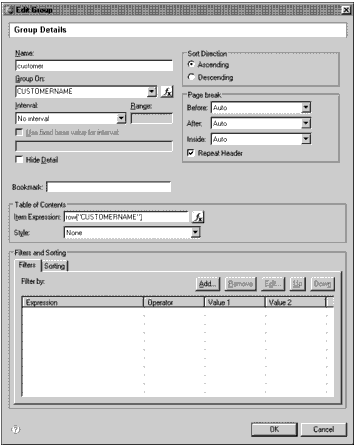 Edit Group
Group Details
Name:
customer
Group On:
CUSTOMERNAME
fx
Interval:
Range:
No interval
Use fixed base value for interval:
Hide Detail
Sort Direction
Ascending
Descending
Page break
Before: Auto
After: Auto
Inside: Auto
Repeat Header
Bookmark:
Table of Contents
Item Expression: row["CUSTOMERNAME"] fx
Style: None
Filters and Sorting
Filters Sorting
Filter by: Add... Remove Edit... Up Down
Expression Operator Value 1 Value 2
? OK Cancel